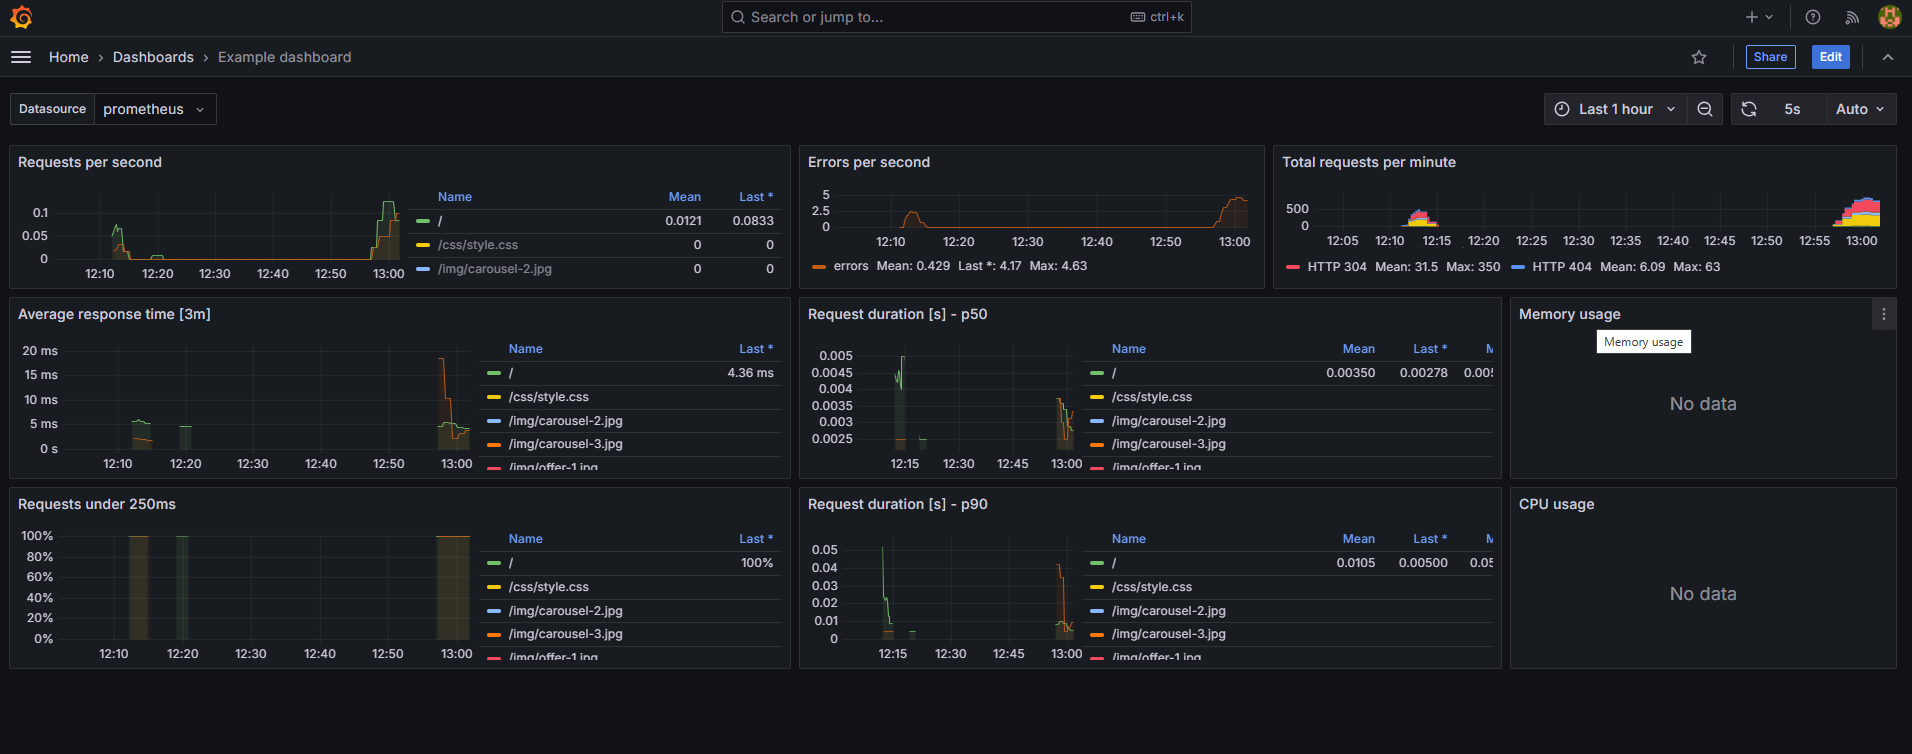 Search or jump to... ctrl+k
Home › Dashboards › Example dashboard
Share Edit
Datasource prometheus
Last 1 hour 5s Auto
Requests per second
Name Mean Last *
/ 0.0121 0.0833
/css/style.css 0 0
/img/carousel-2.jpg 0 0
0.1
0.05
0
12:10 12:20 12:30 12:40 12:50 13:00
Errors per second
5
2.5
0
12:10 12:20 12:30 12:40 12:50 13:00
errors Mean: 0.429 Last *: 4.17 Max: 4.63
Total requests per minute
500
0
12:05 12:10 12:15 12:20 12:25 12:30 12:35 12:40 12:45 12:50 12:55 13:00
HTTP 304 Mean: 31.5 Max: 350 HTTP 404 Mean: 6.09 Max: 63
Average response time [3m]
20 ms
15 ms
10 ms
5 ms
0 s
12:10 12:20 12:30 12:40 12:50 13:00
Name Last *
/ 4.36 ms
/css/style.css
/img/carousel-2.jpg
/img/carousel-3.jpg
/img/offer-1.jpg
Request duration [s] - p50
0.005
0.0045
0.004
0.0035
0.003
0.0025
12:15 12:30 12:45 13:00
Name Mean Last *
/ 0.00350 0.00278 0.005
/css/style.css
/img/carousel-2.jpg
/img/carousel-3.jpg
/img/offer-1.jpg
Memory usage
Memory usage
No data
Requests under 250ms
100%
80%
60%
40%
20%
0%
12:10 12:20 12:30 12:40 12:50 13:00
Name Last *
/ 100%
/css/style.css
/img/carousel-2.jpg
/img/carousel-3.jpg
/img/offer-1.jpg
Request duration [s] - p90
0.05
0.04
0.03
0.02
0.01
0
12:15 12:30 12:45 13:00
Name Mean Last *
/ 0.0105 0.00500 0.05
/css/style.css
/img/carousel-2.jpg
/img/carousel-3.jpg
/img/offer-1.jpg
CPU usage
No data